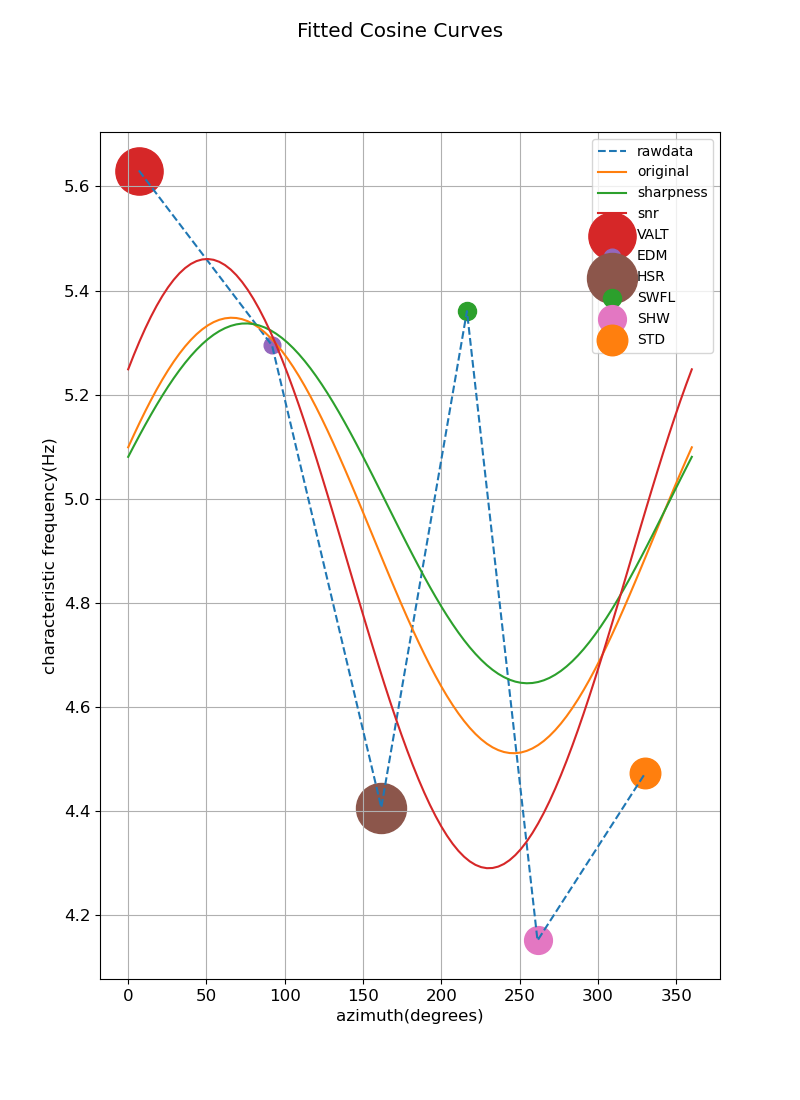 Fitted Cosine Curves
rawdata
original
sharpness
snr
VALT
EDM
HSR
SWFL
SHW
STD
characteristic frequency(Hz)
5.6
5.4
5.2
5.0
4.8
4.6
4.4
4.2
0 50 100 150 200 250 300 350
azimuth(degrees)